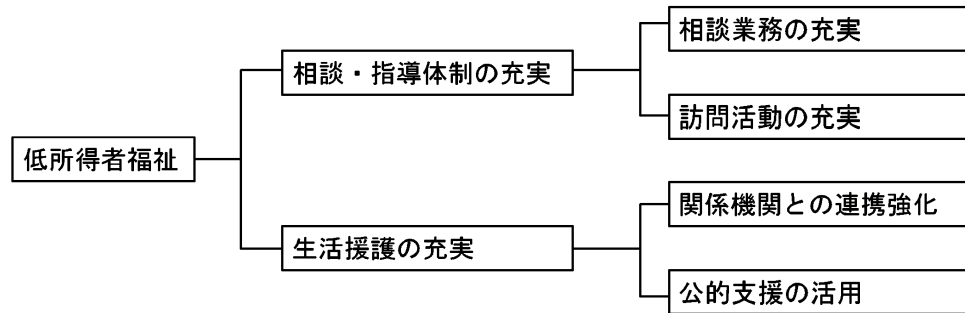 低所得者福祉
相談・指導体制の充実
相談業務の充実
訪問活動の充実
生活援護の充実
関係機関との連携強化
公的支援の活用